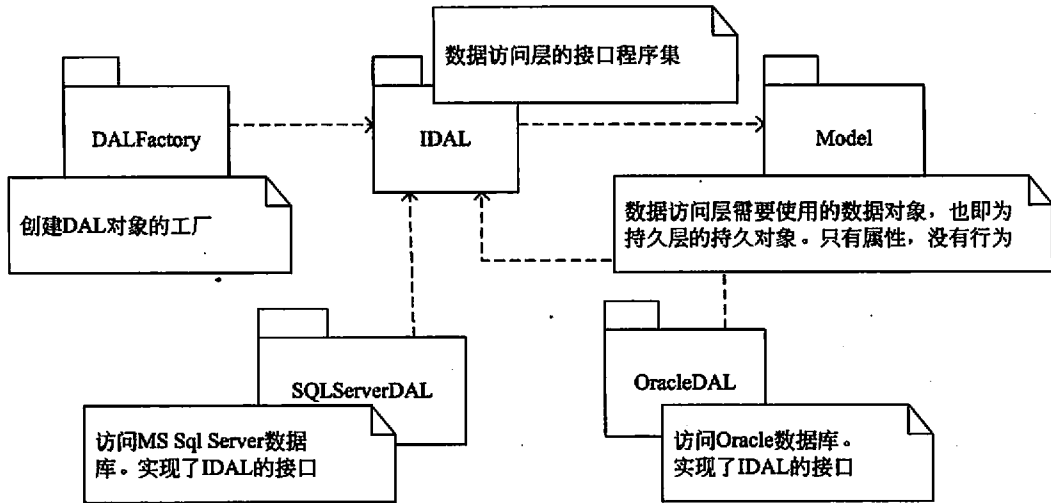 数据访问层的接口程序集
DALFactory
IDAL
Model
创建DAL对象的工厂
数据访问层需要使用的数据对象，也即为
持久层的持久对象。只有属性，没有行为
SQLServerDAL
OracleDAL
访问MS Sql Server数据
库。实现了IDAL的接口
访问Oracle数据库。
实现了IDAL的接口